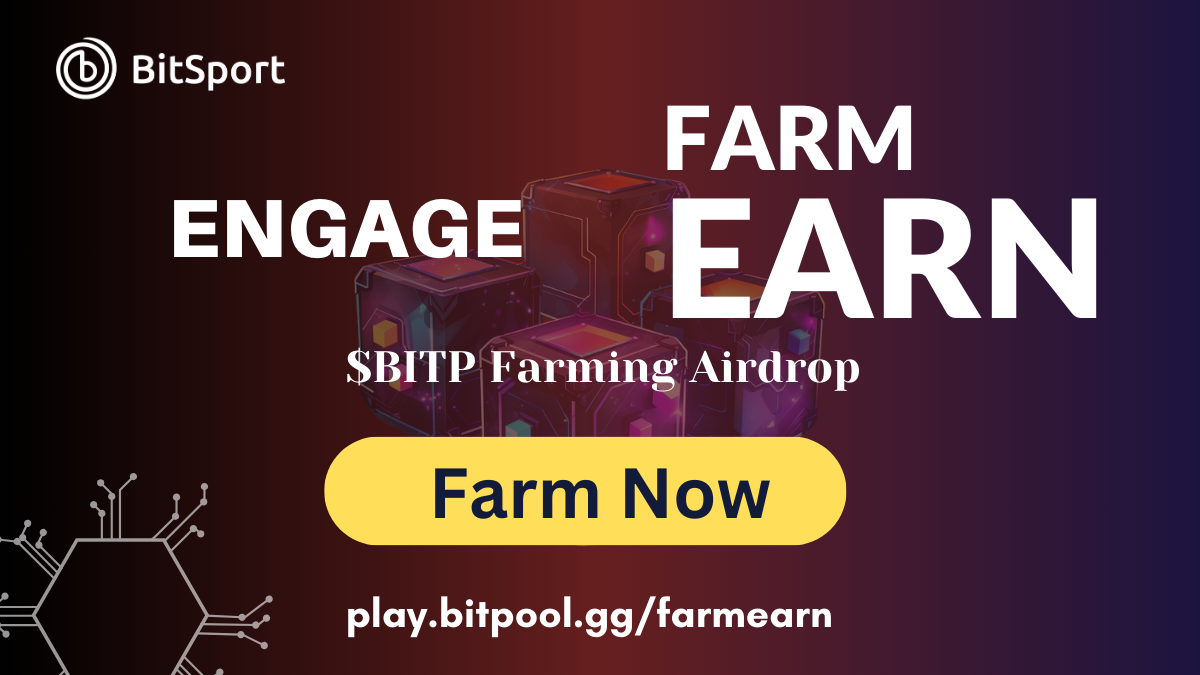 BitSport
FARM
ENGAGE
EARN
$BITP Farming Airdrop
Farm Now
play.bitpool.gg/farmearn